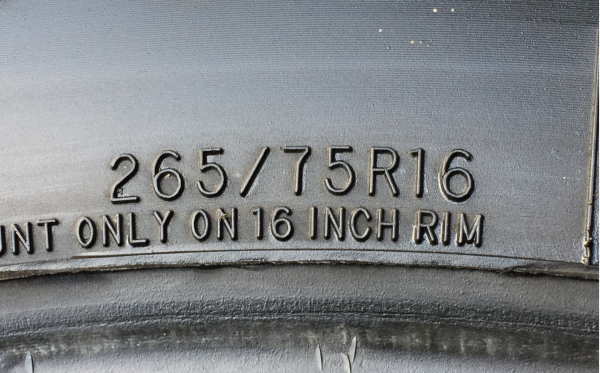 265/75R16
UNT ONLY ON 16 INCH RIM